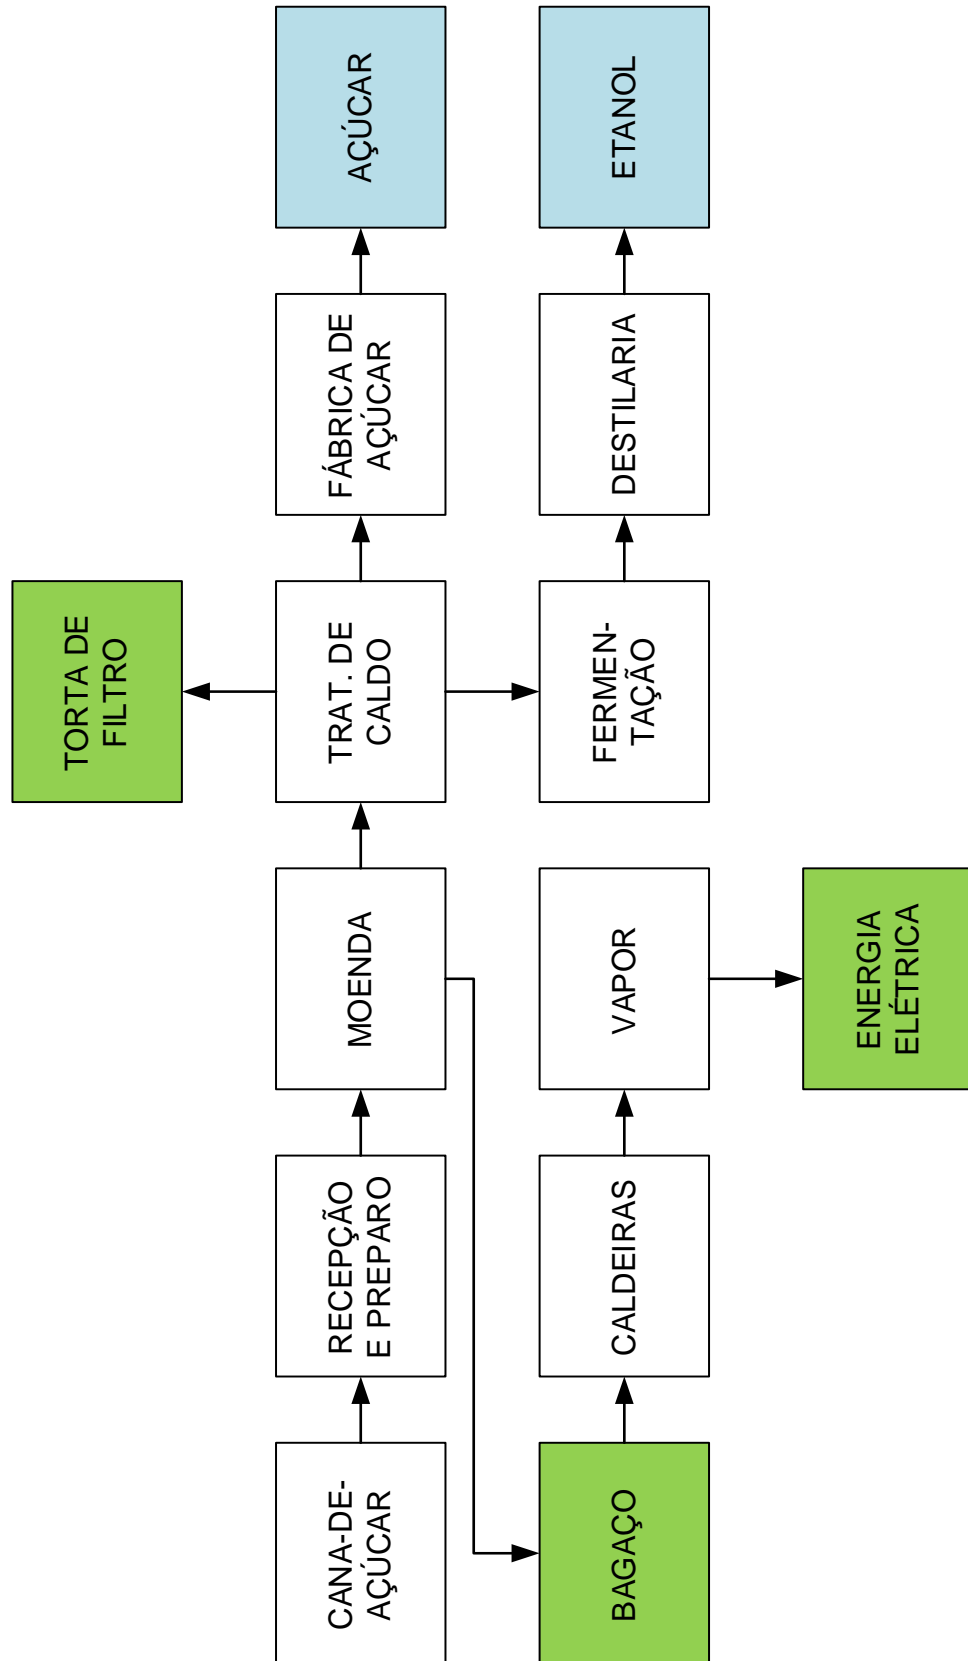 TORTA DE
FILTRO
CANA-DE-
AÇÚCAR
RECEPÇÃO
E PREPARO
MOENDA
TRAT. DE
CALDO
FÁBRICA DE
AÇÚCAR
AÇÚCAR
BAGAÇO
CALDEIRAS
VAPOR
FERMEN-
TAÇÃO
DESTILARIA
ETANOL
ENERGIA
ELÉTRICA